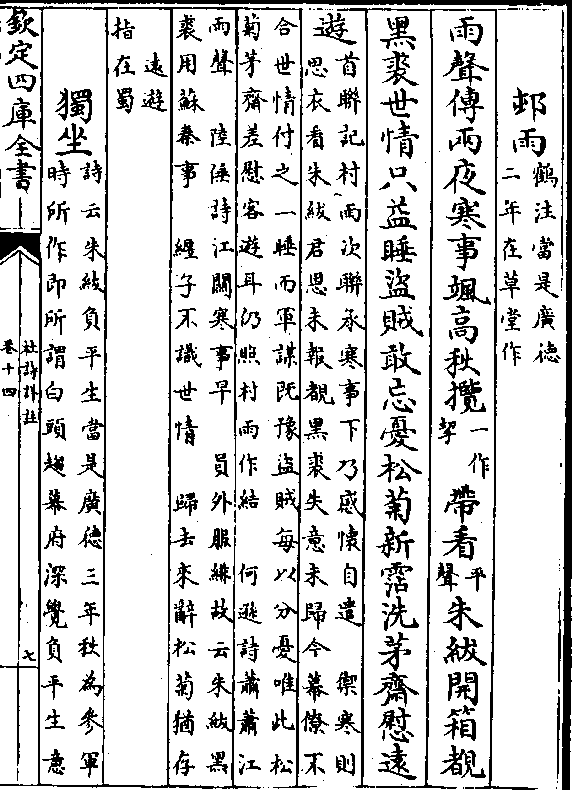 邨雨鶴注當是廣德
二年在草堂作
雨聲傳兩夜寒事颯高秋攬一作挈帶看平聲朱紱開箱覩
黑裘世情只益睡盜賊敢忘憂松菊新霑洗茅齋慰遠
遊首聯記村雨次聯承寒事下乃感懷自遣 禦寒則
思衣看朱紱君恩未報覩黑裘失意未歸今幕僚不
合世情付之一睡而軍謀既豫盜賊每以分憂唯此松
菊茅齋差慰客遊耳仍照村雨作結 何遜詩蕭蕭江
雨聲 陸倕詩江關寒事早 員外服緋故云朱紱黑
裘用蘇秦事 纏子不識世情 歸去來辭松菊猶存
遠遊
指在蜀
獨坐詩云朱紱負平生當是廣德三年秋為參軍
時所作即所謂白頭趨幕府深覺負平生意
欽定四庫全書
杜詩詳註
卷十四
七